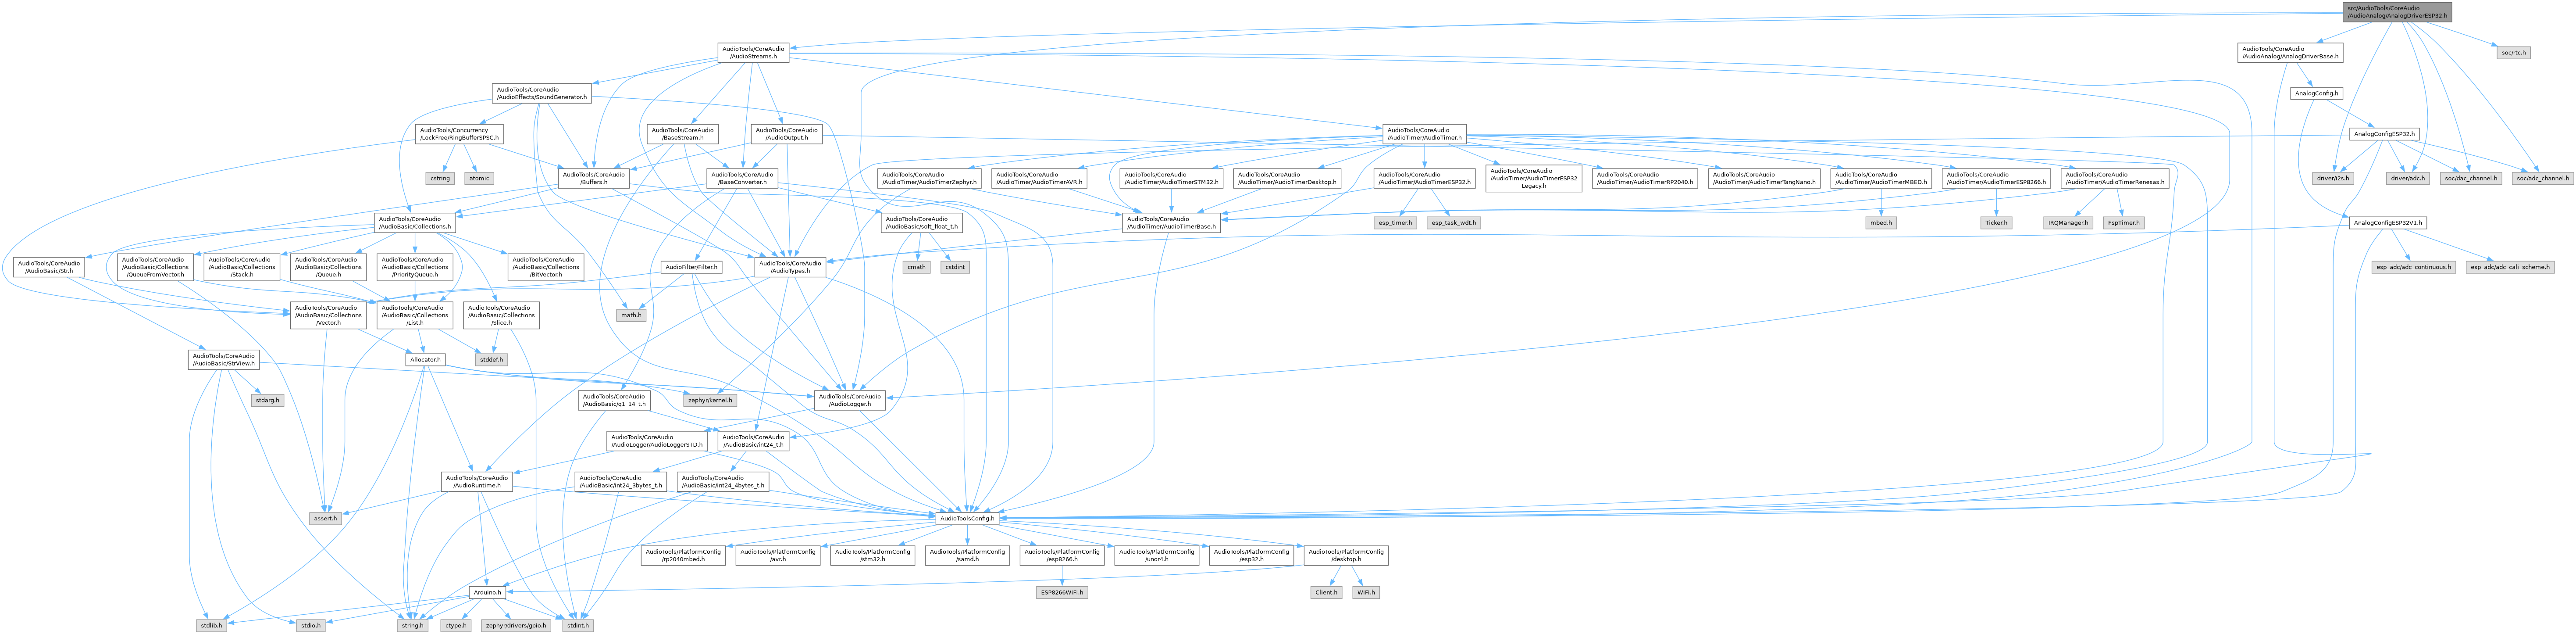 src/AudioTools/CoreAudio
/AudioAnalog/AnalogDriverESP32.h
AudioTools/CoreAudio
/AudioStreams.h
AudioTools/CoreAudio
/AudioAnalog/AnalogDriverBase.h
soc/rtc.h
AudioTools/CoreAudio
/AudioEffects/SoundGenerator.h
AnalogConfig.h
AudioTools/Concurrency
/LockFree/RingBufferSPSC.h
AudioTools/CoreAudio
/BaseStream.h
AudioTools/CoreAudio
/AudioOutput.h
AudioTools/CoreAudio
/AudioTimer/AudioTimer.h
AnalogConfigESP32.h
cstring
atomic
AudioTools/CoreAudio
/Buffers.h
AudioTools/CoreAudio
/BaseConverter.h
AudioTools/CoreAudio
/AudioTimer/AudioTimerZephyr.h
AudioTools/CoreAudio
/AudioTimer/AudioTimerAVR.h
AudioTools/CoreAudio
/AudioTimer/AudioTimerSTM32.h
AudioTools/CoreAudio
/AudioTimer/AudioTimerDesktop.h
AudioTools/CoreAudio
/AudioTimer/AudioTimerESP32.h
AudioTools/CoreAudio
/AudioTimer/AudioTimerESP32
Legacy.h
AudioTools/CoreAudio
/AudioTimer/AudioTimerRP2040.h
AudioTools/CoreAudio
/AudioTimer/AudioTimerTangNano.h
AudioTools/CoreAudio
/AudioTimer/AudioTimerMBED.h
AudioTools/CoreAudio
/AudioTimer/AudioTimerESP8266.h
AudioTools/CoreAudio
/AudioTimer/AudioTimerRenesas.h
driver/i2s.h
driver/adc.h
soc/dac_channel.h
soc/adc_channel.h
AudioTools/CoreAudio
/AudioBasic/Collections.h
AudioTools/CoreAudio
/AudioBasic/soft_float_t.h
AudioTools/CoreAudio
/AudioTimer/AudioTimerBase.h
esp_timer.h
esp_task_wdt.h
mbed.h
Ticker.h
IRQManager.h
FspTimer.h
AnalogConfigESP32V1.h
AudioTools/CoreAudio
/AudioBasic/Str.h
AudioTools/CoreAudio
/AudioBasic/Collections
/QueueFromVector.h
AudioTools/CoreAudio
/AudioBasic/Collections
/Stack.h
AudioTools/CoreAudio
/AudioBasic/Collections
/Queue.h
AudioTools/CoreAudio
/AudioBasic/Collections
/PriorityQueue.h
AudioTools/CoreAudio
/AudioBasic/Collections
/BitVector.h
AudioFilter/Filter.h
AudioTools/CoreAudio
/AudioTypes.h
cmath
cstdint
esp_adc/adc_continuous.h
esp_adc/adc_cali_scheme.h
AudioTools/CoreAudio
/AudioBasic/Collections
/Vector.h
AudioTools/CoreAudio
/AudioBasic/Collections
/List.h
AudioTools/CoreAudio
/AudioBasic/Collections
/Slice.h
math.h
AudioTools/CoreAudio
/AudioBasic/StrView.h
Allocator.h
stddef.h
stdarg.h
AudioTools/CoreAudio
/AudioBasic/q1_14_t.h
zephyr/kernel.h
AudioTools/CoreAudio
/AudioLogger.h
AudioTools/CoreAudio
/AudioLogger/AudioLoggerSTD.h
AudioTools/CoreAudio
/AudioBasic/int24_t.h
AudioTools/CoreAudio
/AudioRuntime.h
AudioTools/CoreAudio
/AudioBasic/int24_3bytes_t.h
AudioTools/CoreAudio
/AudioBasic/int24_4bytes_t.h
assert.h
AudioToolsConfig.h
AudioTools/PlatformConfig
/rp2040mbed.h
AudioTools/PlatformConfig
/avr.h
AudioTools/PlatformConfig
/stm32.h
AudioTools/PlatformConfig
/samd.h
AudioTools/PlatformConfig
/esp8266.h
AudioTools/PlatformConfig
/unor4.h
AudioTools/PlatformConfig
/esp32.h
AudioTools/PlatformConfig
/desktop.h
Arduino.h
ESP8266WiFi.h
Client.h
WiFi.h
stdlib.h
stdio.h
string.h
ctype.h
zephyr/drivers/gpio.h
stdint.h